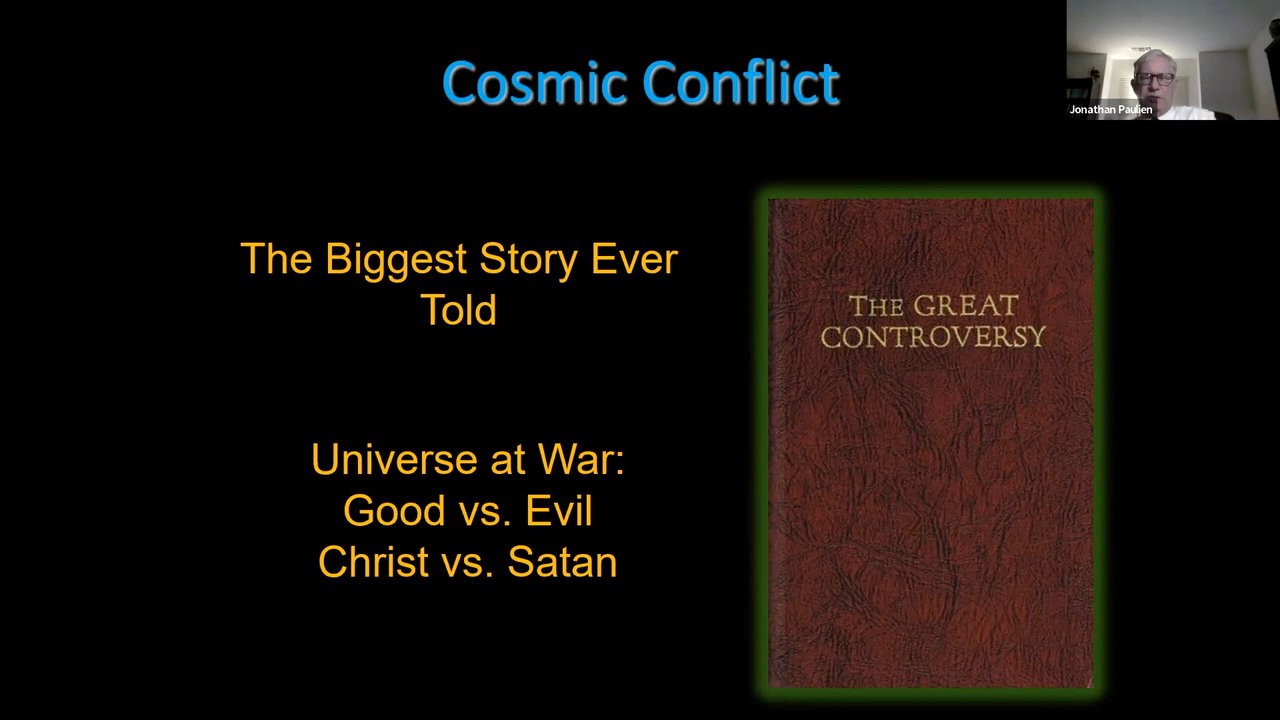 Cosmic Conflict
Jonathan Paulien
The Biggest Story Ever
Told
THE GREAT
CONTROVERSY
Universe at War:
Good vs. Evil
Christ vs. Satan